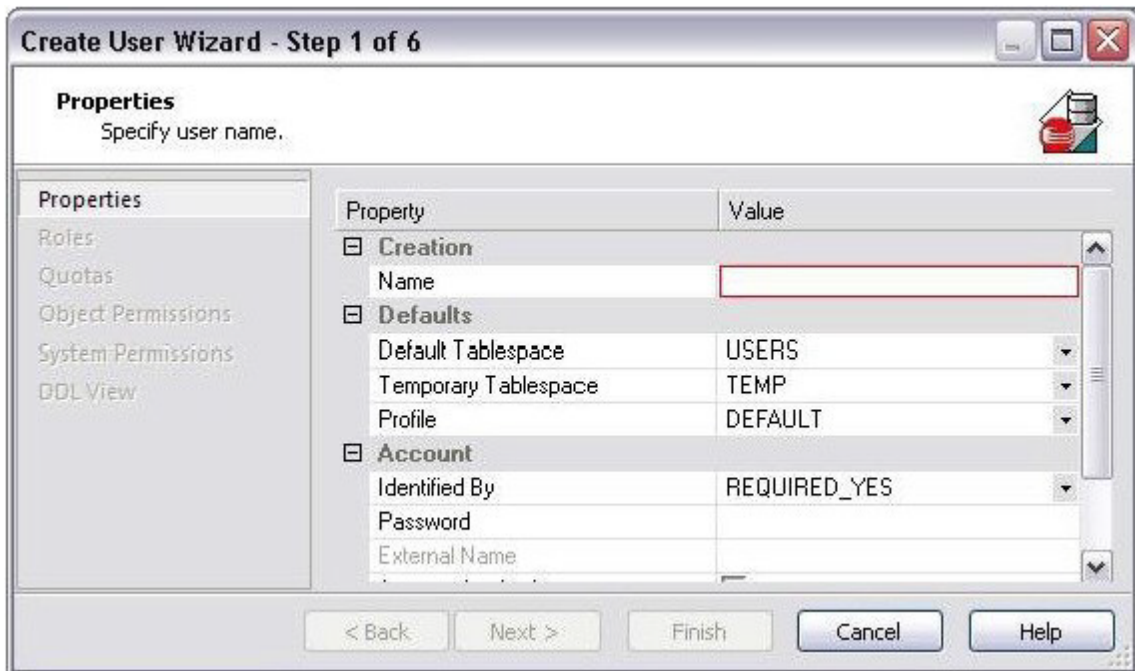 Create User Wizard - Step 1 of 6
Properties
Specify user name.
Properties
Roles
Quotas
Object Permissions
System Permissions
DDL View
Property Value
Creation
Name
Defaults
Default Tablespace USERS
Temporary Tablespace TEMP
Profile DEFAULT
Account
Identified By REQUIRED_YES
Password
External Name
< Back Next > Finish Cancel Help